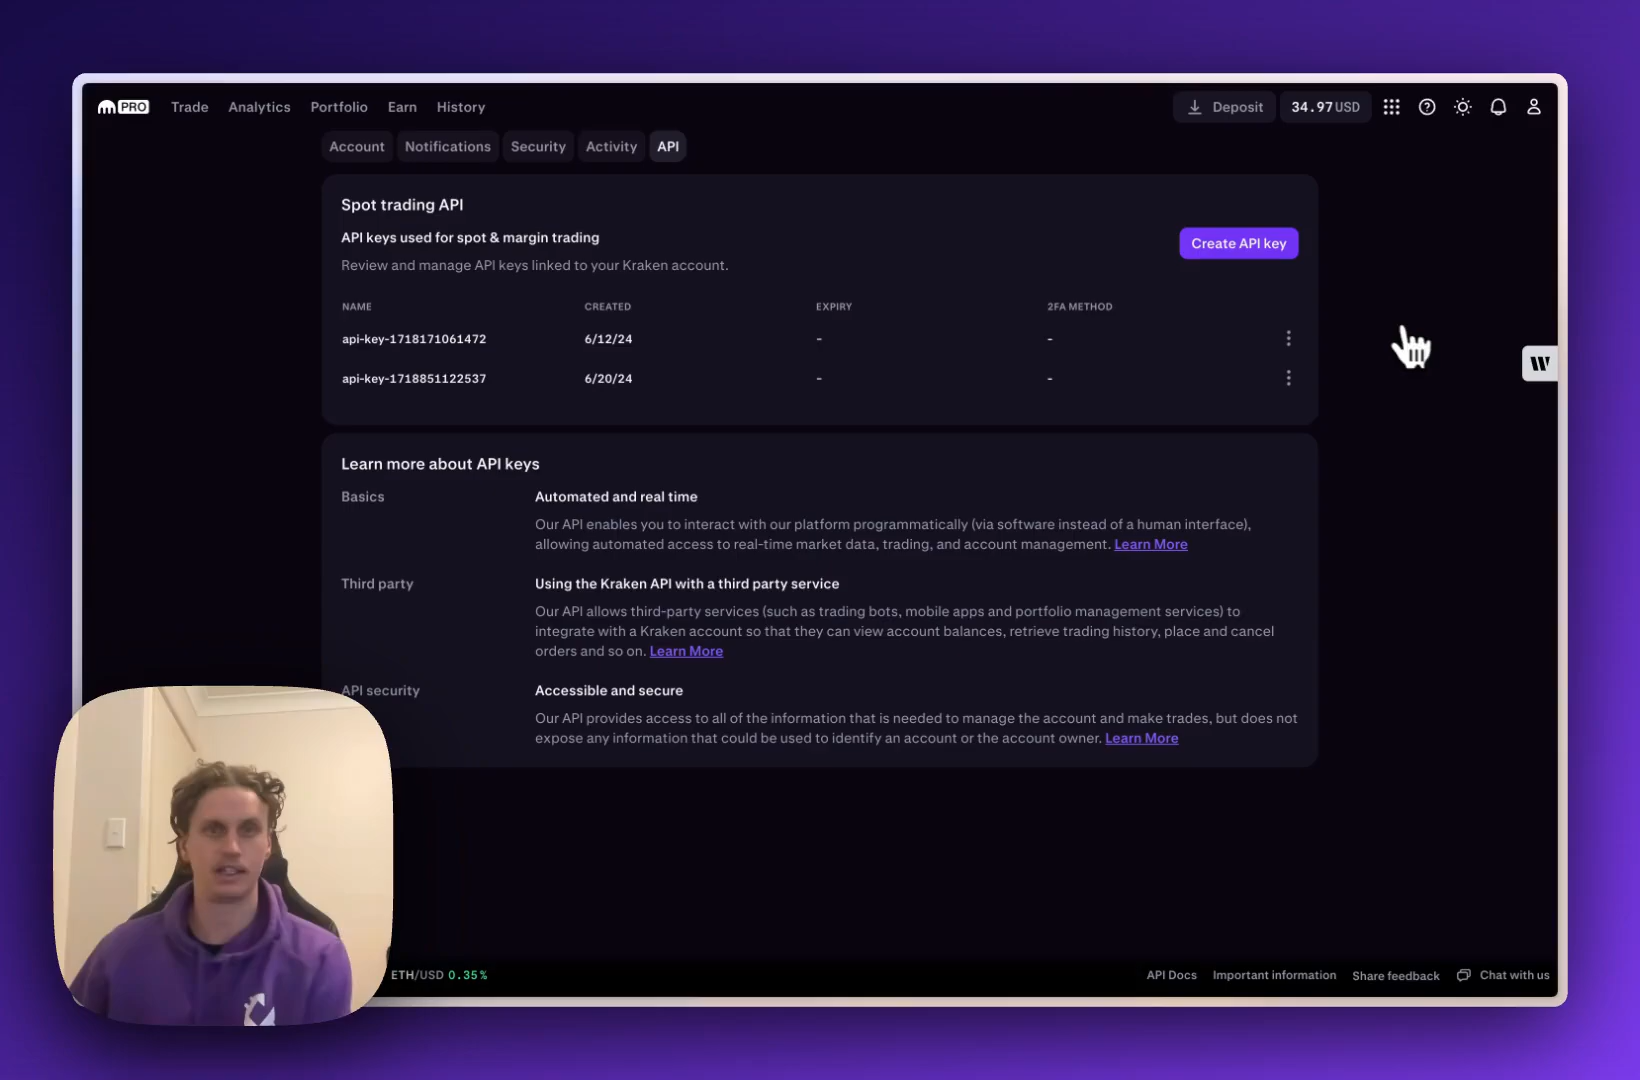 PRO Trade Analytics Portfolio Earn History Deposit 34.97 USD
Account Notifications Security Activity API
Spot trading API
API keys used for spot & margin trading
Create API key
Review and manage API keys linked to your Kraken account.
NAME CREATED EXPIRY 2FA METHOD
api-key-1718171061472 6/12/24 - -
api-key-1718851122537 6/20/24 - -
W
Learn more about API keys
Basics Automated and real time
Our API enables you to interact with our platform programmatically (via software instead of a human interface),
allowing automated access to real-time market data, trading, and account management. Learn More
Third party Using the Kraken API with a third party service
Our API allows third-party services (such as trading bots, mobile apps and portfolio management services) to
integrate with a Kraken account so that they can view account balances, retrieve trading history, place and cancel
orders and so on. Learn More
API security Accessible and secure
Our API provides access to all of the information that is needed to manage the account and make trades, but does not
expose any information that could be used to identify an account or the account owner. Learn More
ETH/USD 0.35% API Docs Important information Share feedback Chat with us